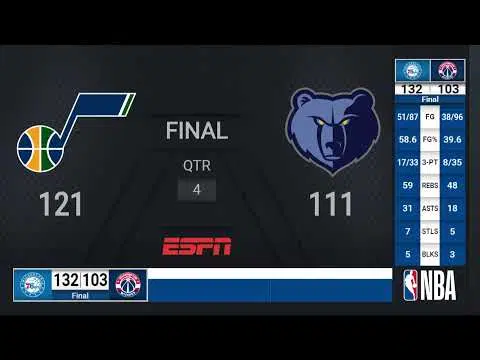 FINAL
QTR
4
121
111
ESPN
132 103
Final
51/87 FG 38/96
58.6 FG% 39.6
17/33 3-PT 8/35
59 REBS 48
31 ASTS 18
7 STLS 5
5 BLKS 3
132 103
Final
NBA